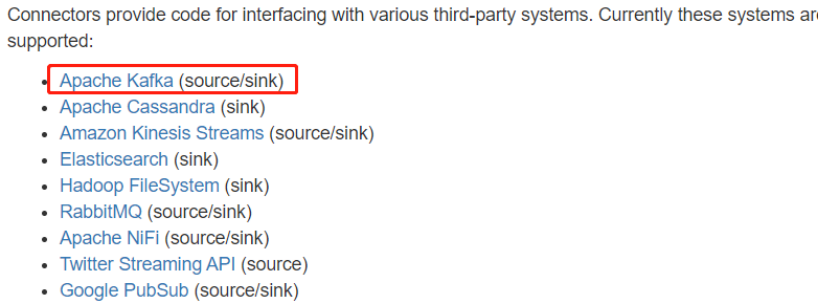 Connectors provide code for interfacing with various third-party systems. Currently these systems are
supported:
• Apache Kafka (source/sink)
• Apache Cassandra (sink)
• Amazon Kinesis Streams (source/sink)
• Elasticsearch (sink)
• Hadoop FileSystem (sink)
• RabbitMQ (source/sink)
• Apache NiFi (source/sink)
• Twitter Streaming API (source)
• Google PubSub (source/sink)